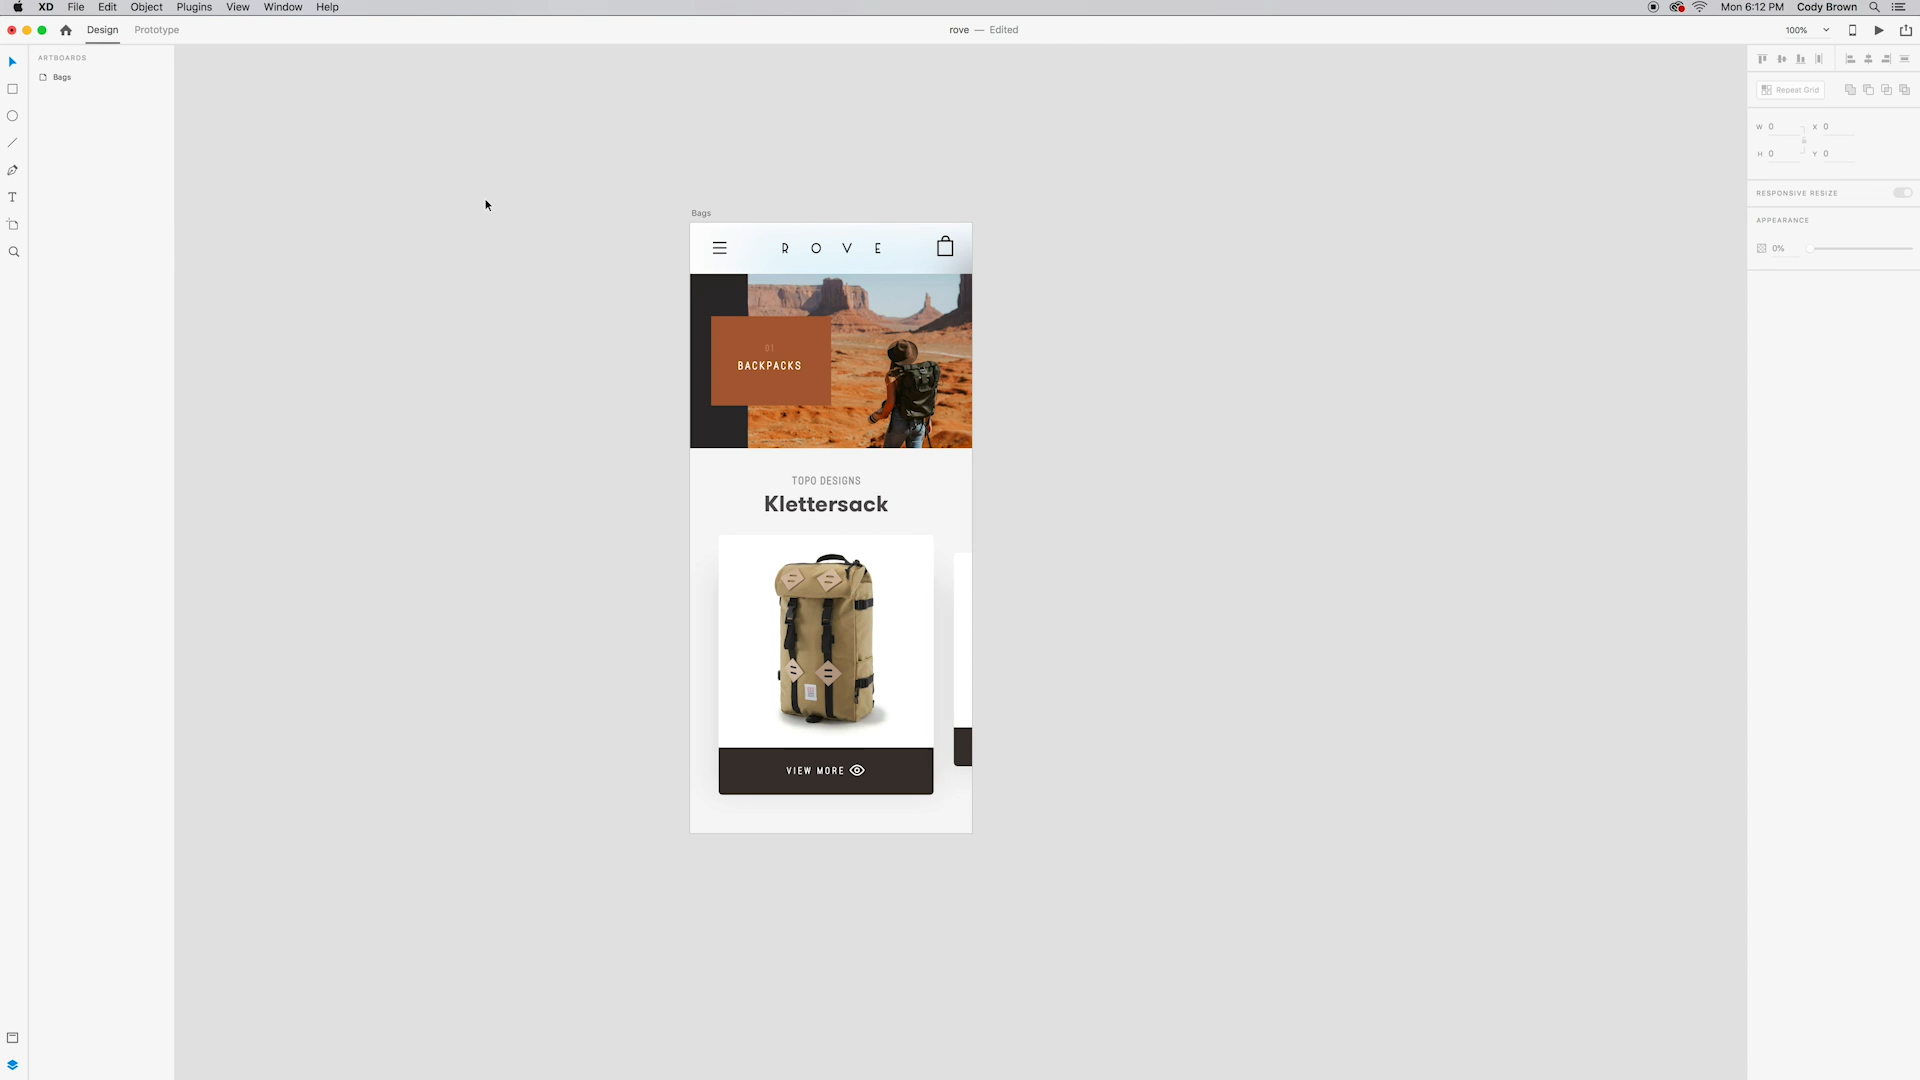 XD File Edit Object Plugins View Window Help
Mon 6:12 PM Cody Brown
Design Prototype
rove — Edited
100%
ARTBOARDS
Bags
Repeat Grid
W 0 X 0
H 0 Y 0
RESPONSIVE RESIZE
APPEARANCE
0%
Bags
ROVE
01
BACKPACKS
TOPO DESIGNS
Klettersack
VIEW MORE